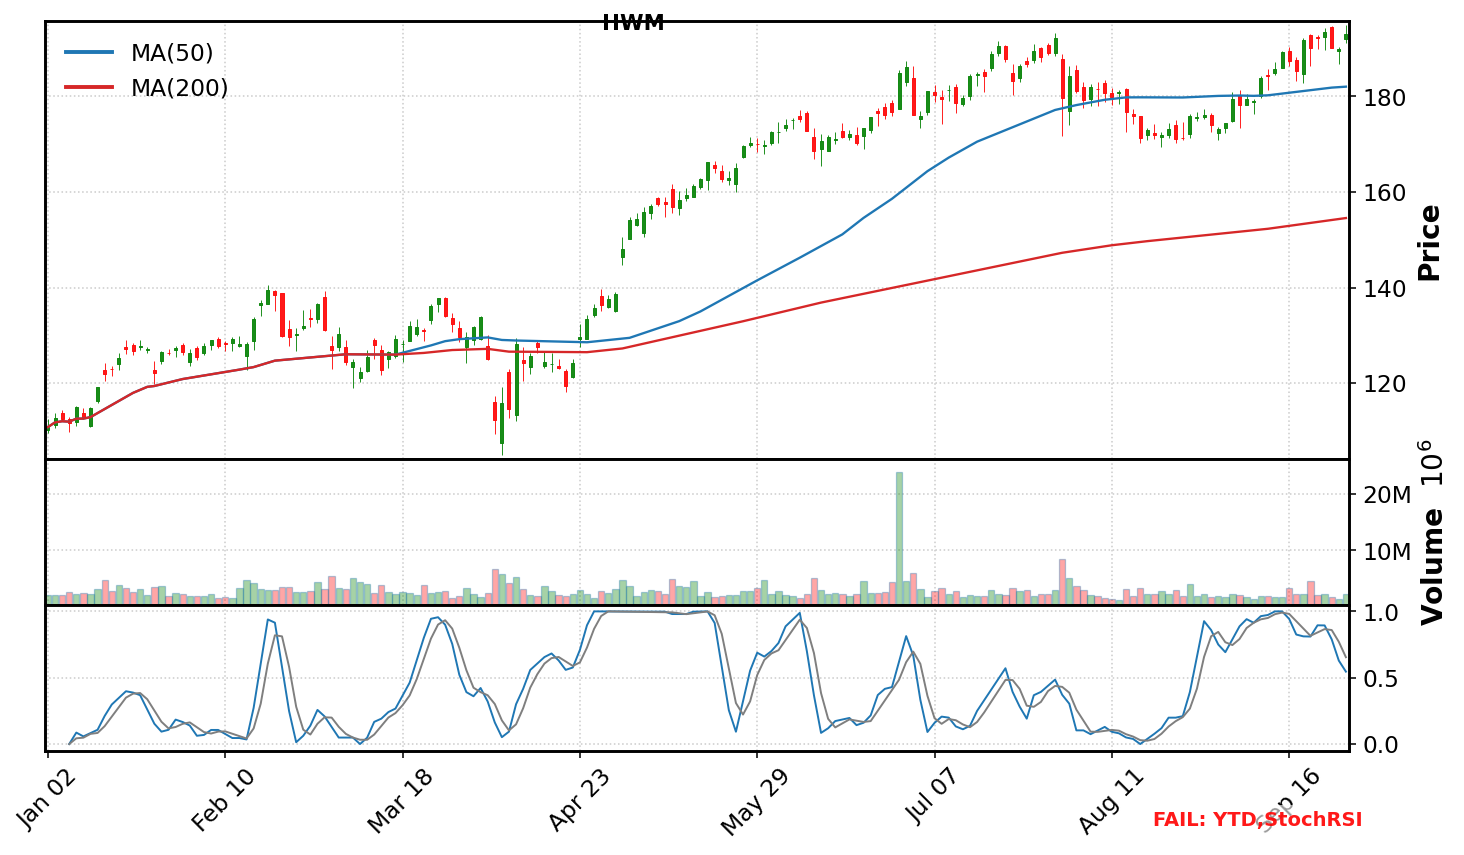 HWM
MA(50)
MA(200)
180
160
140
120
Price
20M
10M
Volume 10⁶
1.0
0.5
0.0
Jan 02
Feb 10
Mar 18
Apr 23
May 29
Jul 07
Aug 11
Sep 16
FAIL: YTD,StochRSI